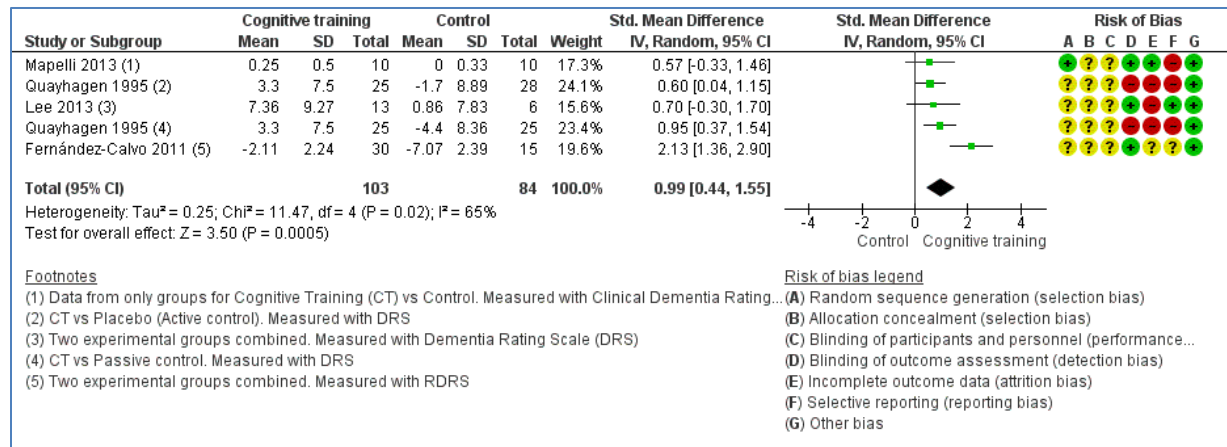 Cognitive training Control Std. Mean Difference Std. Mean Difference Risk of Bias
Study or Subgroup Mean SD Total Mean SD Total Weight IV, Random, 95% CI IV, Random, 95% CI A B C D E F G
Mapelli 2013 (1) 0.25 0.5 10 0 0.33 10 17.3% 0.57 [-0.33, 1.46] + ? ? + + - +
Quayhagen 1995 (2) 3.3 7.5 25 -1.7 8.89 28 24.1% 0.60 [0.04, 1.15] ? ? ? - - - +
Lee 2013 (3) 7.36 9.27 13 0.86 7.83 6 15.6% 0.70 [-0.30, 1.70] ? ? ? + - + +
Quayhagen 1995 (4) 3.3 7.5 25 -4.4 8.36 25 23.4% 0.95 [0.37, 1.54] ? ? ? - - - +
Fernández-Calvo 2011 (5) -2.11 2.24 30 -7.07 2.39 15 19.6% 2.13 [1.36, 2.90] ? ? ? + ? ? +
Total (95% CI) 103 84 100.0% 0.99 [0.44, 1.55]
Heterogeneity: Tau² = 0.25; Chi² = 11.47, df = 4 (P = 0.02); I² = 65%
Test for overall effect: Z = 3.50 (P = 0.0005)
-4 -2 0 2 4
Control Cognitive training
Footnotes
(1) Data from only groups for Cognitive Training (CT) vs Control. Measured with Clinical Dementia Rating...
(2) CT vs Placebo (Active control). Measured with DRS
(3) Two experimental groups combined. Measured with Dementia Rating Scale (DRS)
(4) CT vs Passive control. Measured with DRS
(5) Two experimental groups combined. Measured with RDRS
Risk of bias legend
(A) Random sequence generation (selection bias)
(B) Allocation concealment (selection bias)
(C) Blinding of participants and personnel (performance...
(D) Blinding of outcome assessment (detection bias)
(E) Incomplete outcome data (attrition bias)
(F) Selective reporting (reporting bias)
(G) Other bias